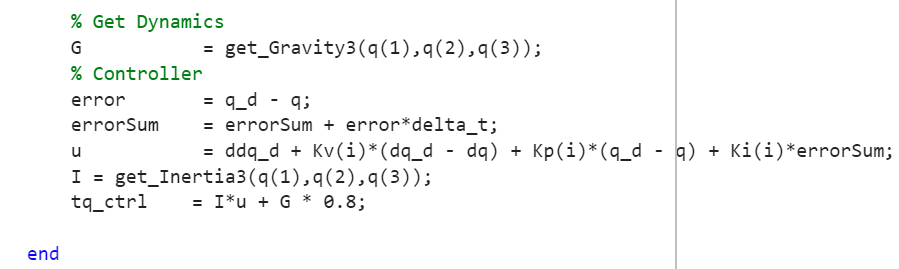 % Get Dynamics
G = get_Gravity3(q(1),q(2),q(3));
% Controller
error = q_d - q;
errorSum = errorSum + error*delta_t;
u = ddq_d + Kv(i)*(dq_d - dq) + Kp(i)*(q_d - q) + Ki(i)*errorSum;
I = get_Inertia3(q(1),q(2),q(3));
tq_ctrl = I*u + G * 0.8;
end